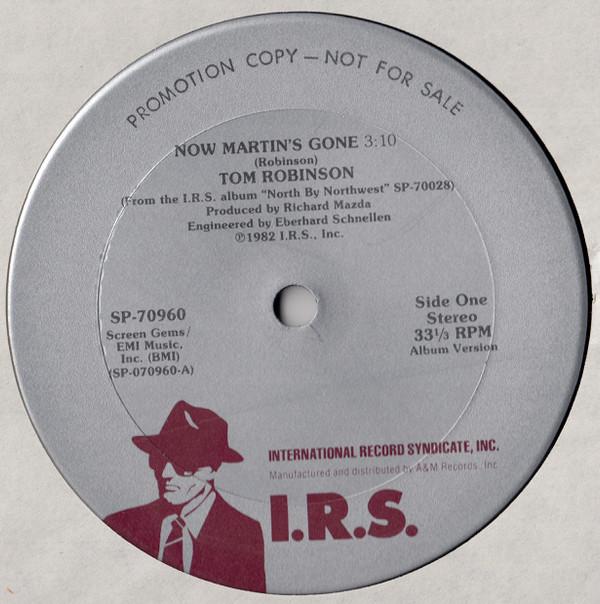 PROMOTION COPY — NOT FOR SALE
NOW MARTIN'S GONE 3:10
(Robinson)
TOM ROBINSON
(From the I.R.S. album "North By Northwest" SP-70028)
Produced by Richard Mazda
Engineered by Eberhard Schnellen
℗1982 I.R.S., Inc.
SP-70960
Screen Gems/
EMI Music,
Inc. (BMI)
(SP-070960-A)
Side One
Stereo
33⅓ RPM
Album Version
INTERNATIONAL RECORD SYNDICATE, INC.
Manufactured and distributed by A&M Records, Inc.
I.R.S.